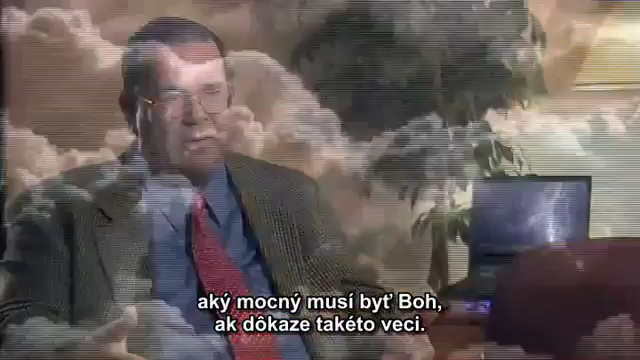 aký mocný musí byť Boh,
ak dôkaze takéto veci.